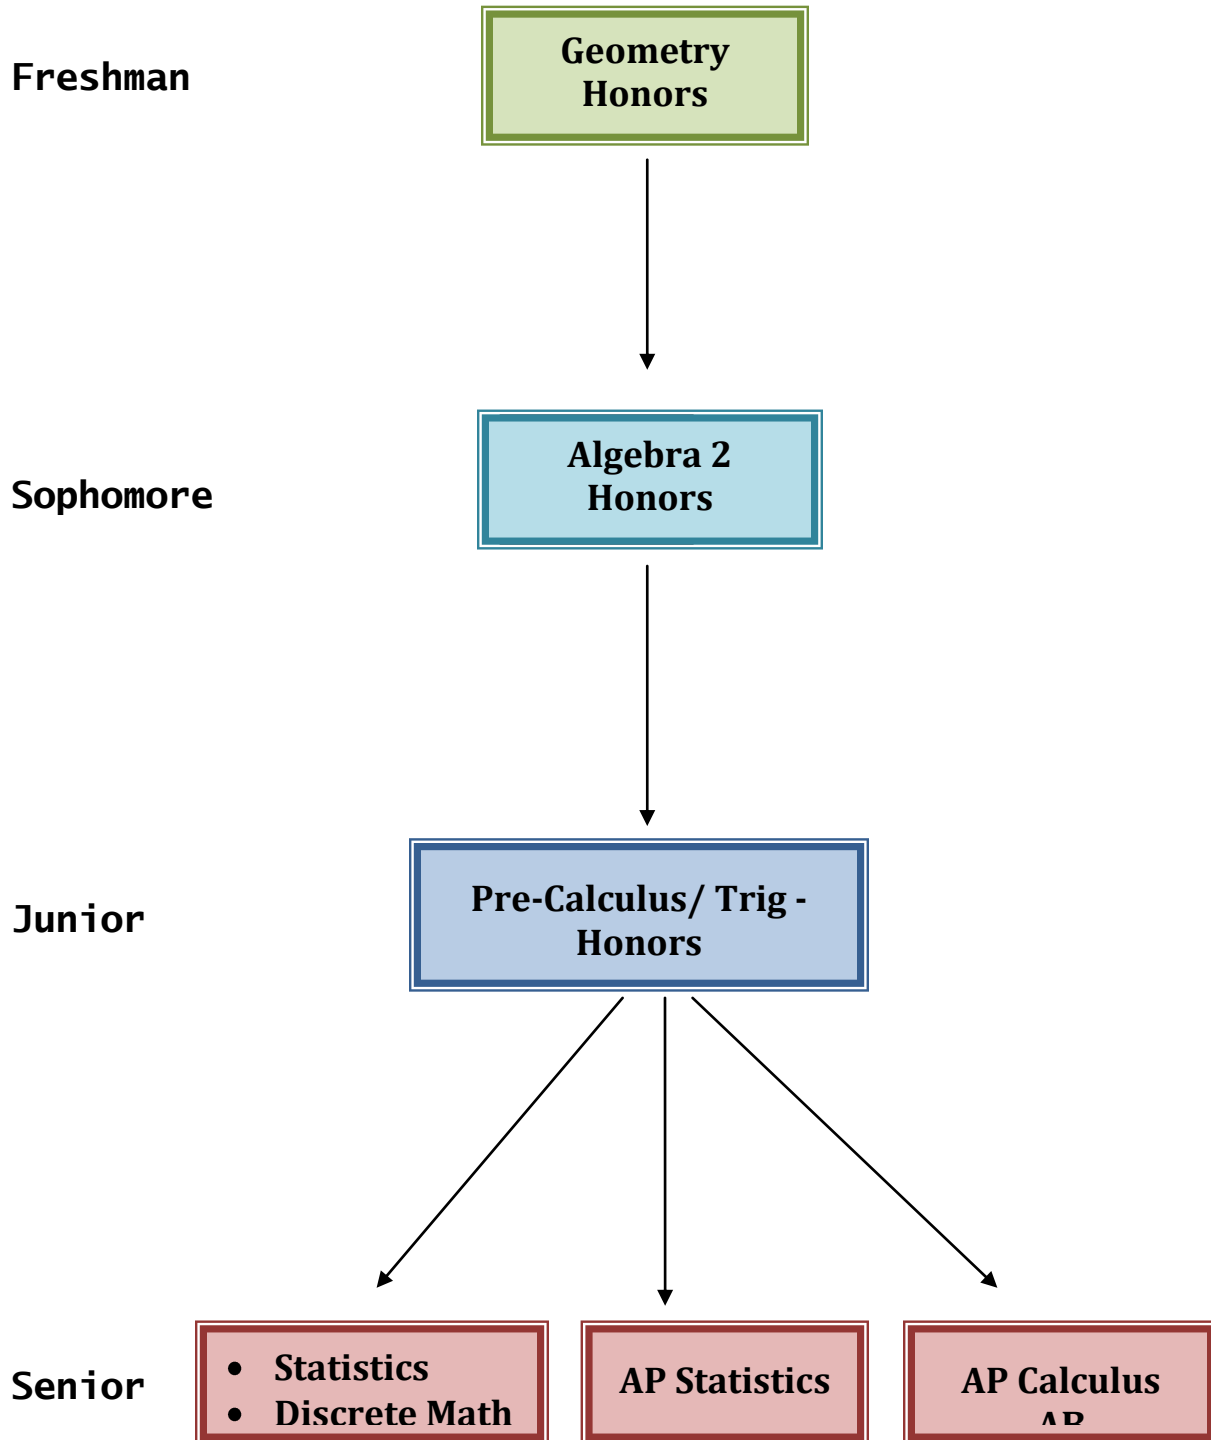 Freshman
Geometry
Honors
Sophomore
Algebra 2
Honors
Junior
Pre-Calculus/ Trig -
Honors
Senior
• Statistics
• Discrete Math
AP Statistics
AP Calculus
AB